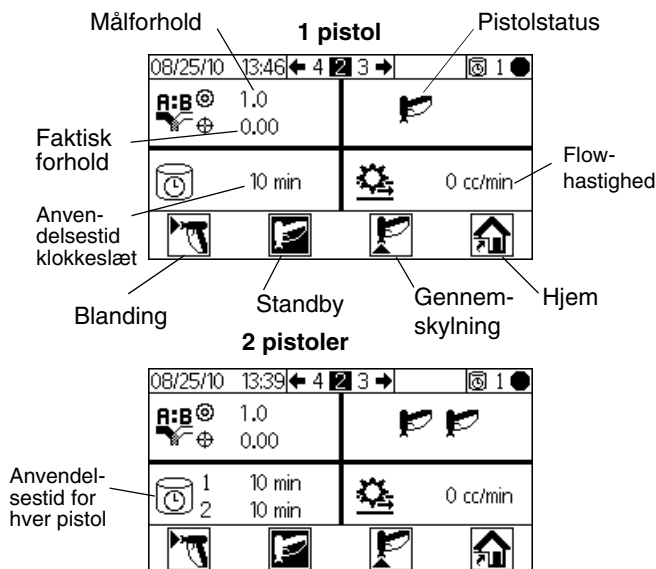 Målforhold
1 pistol
Pistolstatus
08/25/10 13:46 ← 4 2 3 → 1
A:B 1.0
0.00
Faktisk
forhold
10 min
0 cc/min
Flow-
hastighed
Anven-
delsestid
klokkeslæt
Blanding
Standby
Gennem-
skylning
Hjem
2 pistoler
08/25/10 13:39 ← 4 2 3 → 1
A:B 1.0
0.00
Anvendel-
sestid for
hver pistol
1 10 min
2 10 min
0 cc/min